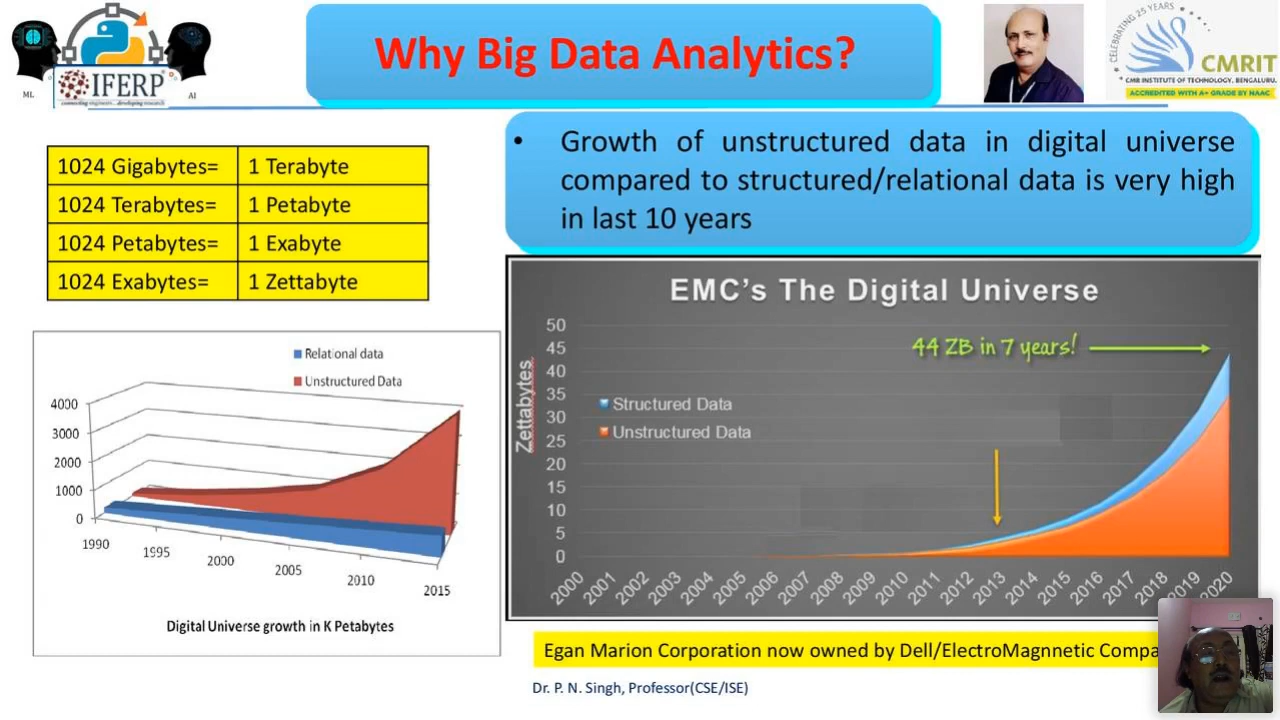 Why Big Data Analytics?
ML
IFERP
connecting engineers...developing research
AI
CELEBRATING 25 YEARS
CMRIT
CMR INSTITUTE OF TECHNOLOGY, BENGALURU.
ACCREDITED WITH A+ GRADE BY NAAC
1024 Gigabytes= 1 Terabyte
1024 Terabytes= 1 Petabyte
1024 Petabytes= 1 Exabyte
1024 Exabytes= 1 Zettabyte
• Growth of unstructured data in digital universe
compared to structured/relational data is very high
in last 10 years
Relational data
Unstructured Data
4000
3000
2000
1000
0
1990 1995 2000 2005 2010 2015
Digital Universe growth in K Petabytes
EMC's The Digital Universe
44 ZB in 7 years!
Zettabytes
50
45
40
35
30
25
20
15
10
5
0
Structured Data
Unstructured Data
2000 2001 2002 2003 2004 2005 2006 2007 2008 2009 2010 2011 2012 2013 2014 2015 2016 2017 2018 2019 2020
Egan Marion Corporation now owned by Dell/ElectroMagnnetic Compa
Dr. P. N. Singh, Professor(CSE/ISE)